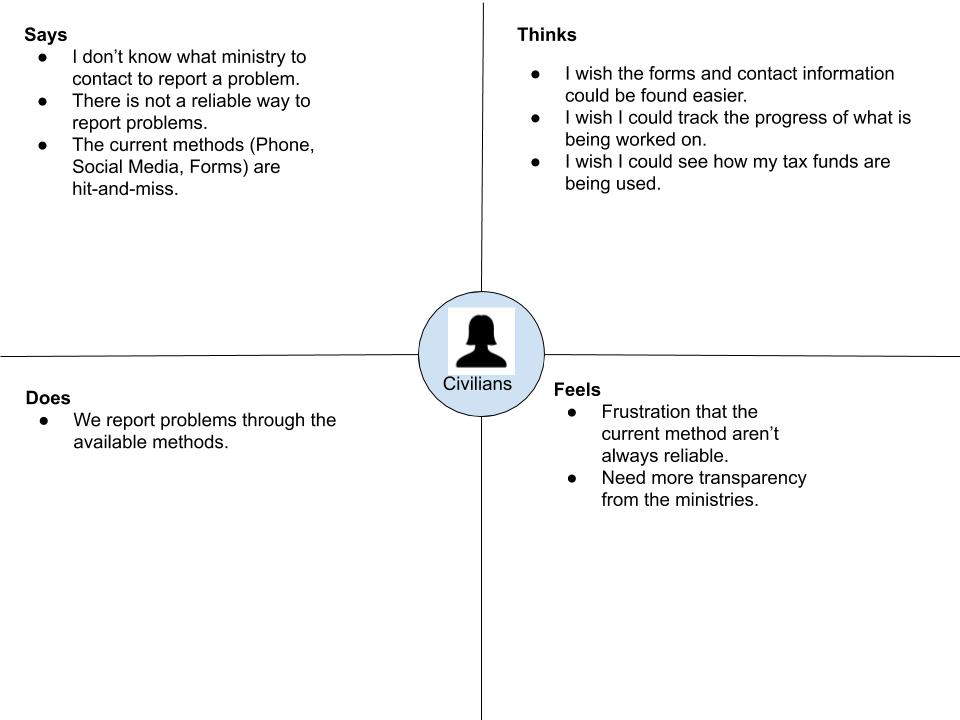 Says
● I don't know what ministry to
contact to report a problem.
● There is not a reliable way to
report problems.
● The current methods (Phone,
Social Media, Forms) are
hit-and-miss.
Thinks
● I wish the forms and contact information
could be found easier.
● I wish I could track the progress of what is
being worked on.
● I wish I could see how my tax funds are
being used.
Civilians
Does
● We report problems through the
available methods.
Feels
● Frustration that the
current method aren't
always reliable.
● Need more transparency
from the ministries.